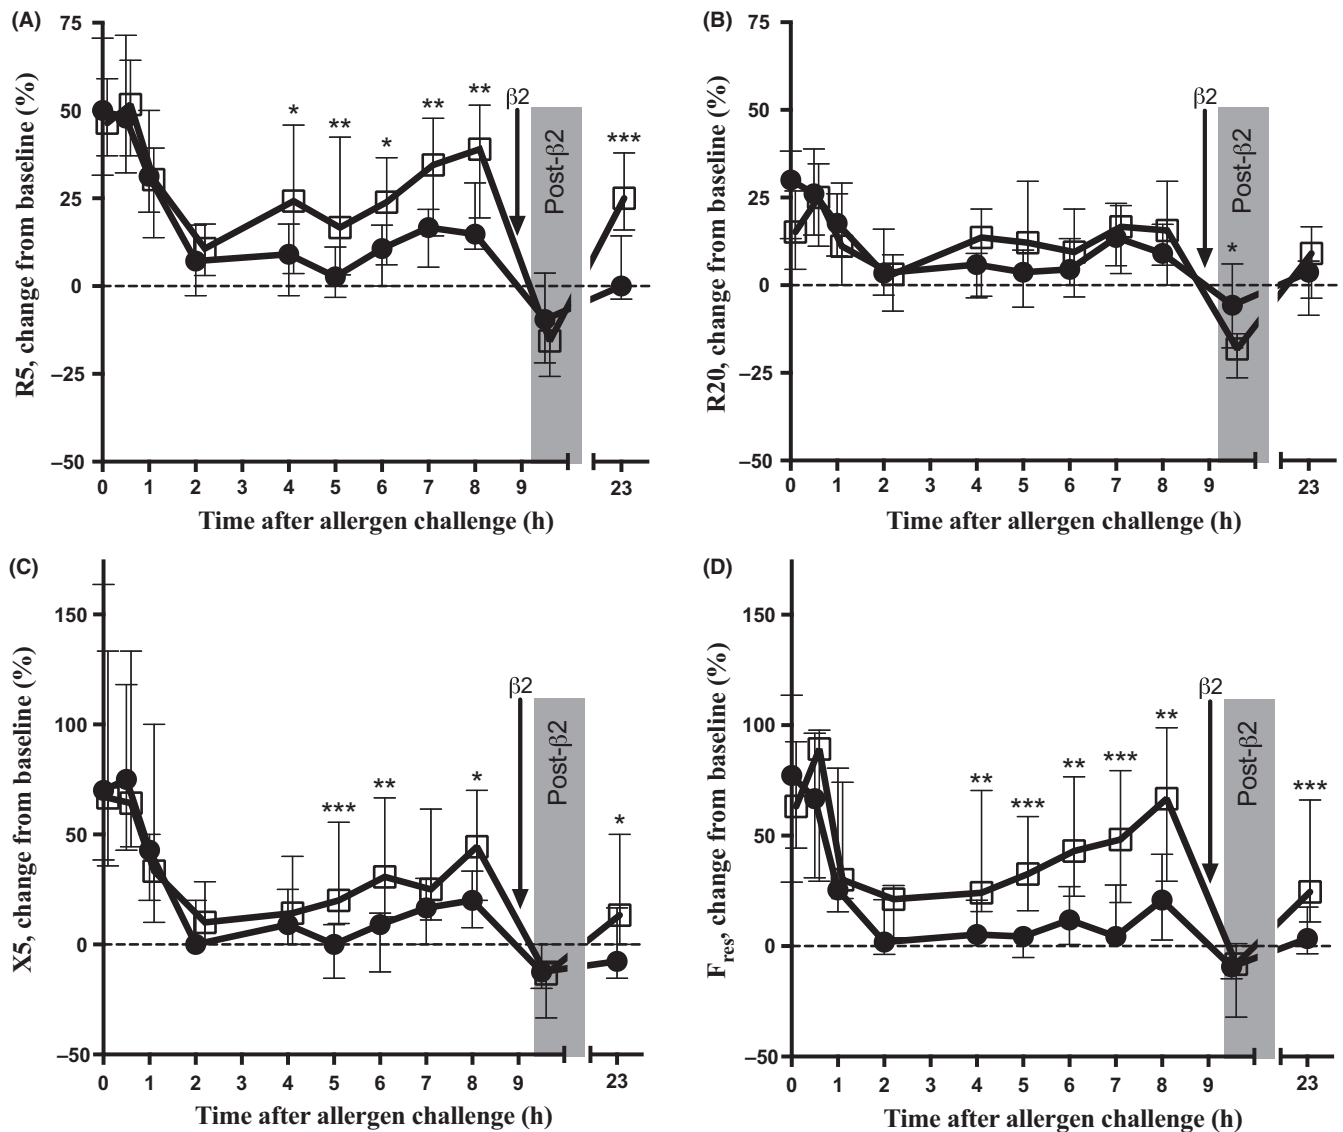 (A)
R5, change from baseline (%)
75
50
25
0
–25
–50
* ** * ** ** ***
β2
Post-β2
0 1 2 3 4 5 6 7 8 9 23
Time after allergen challenge (h)
(B)
R20, change from baseline (%)
75
50
25
0
–25
–50
*
β2
Post-β2
0 1 2 3 4 5 6 7 8 9 23
Time after allergen challenge (h)
(C)
X5, change from baseline (%)
150
100
50
0
–50
*** ** * *
β2
Post-β2
0 1 2 3 4 5 6 7 8 9 23
Time after allergen challenge (h)
(D)
Fres, change from baseline (%)
150
100
50
0
–50
** *** ** *** ** ***
β2
Post-β2
0 1 2 3 4 5 6 7 8 9 23
Time after allergen challenge (h)